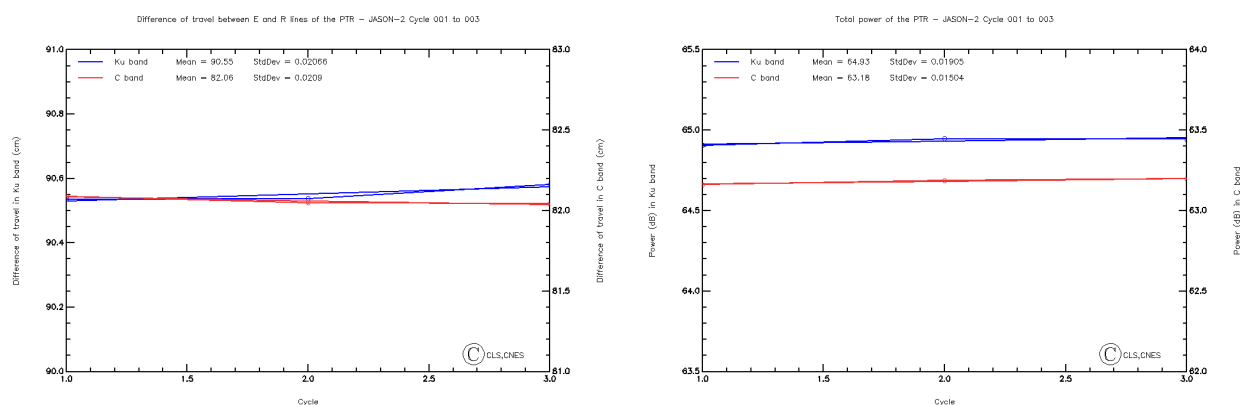 Difference of travel between E and R lines of the PTR - JASON-2 Cycle 001 to 003
91.0
90.8
90.6
90.4
90.2
90.0
Difference of travel in Ku band (cm)
Ku band Mean = 90.55 StdDev = 0.02066
C band Mean = 82.06 StdDev = 0.0209
83.0
82.5
82.0
81.5
81.0
Difference of travel in C band (cm)
C CLS,CNES
1.0 1.5 2.0 2.5 3.0
Cycle
Total power of the PTR - JASON-2 Cycle 001 to 003
65.5
65.0
64.5
64.0
63.5
Power (dB) in Ku band
Ku band Mean = 64.93 StdDev = 0.01905
C band Mean = 63.18 StdDev = 0.01504
64.0
63.5
63.0
62.5
62.0
Power (dB) in C band
C CLS,CNES
1.0 1.5 2.0 2.5 3.0
Cycle